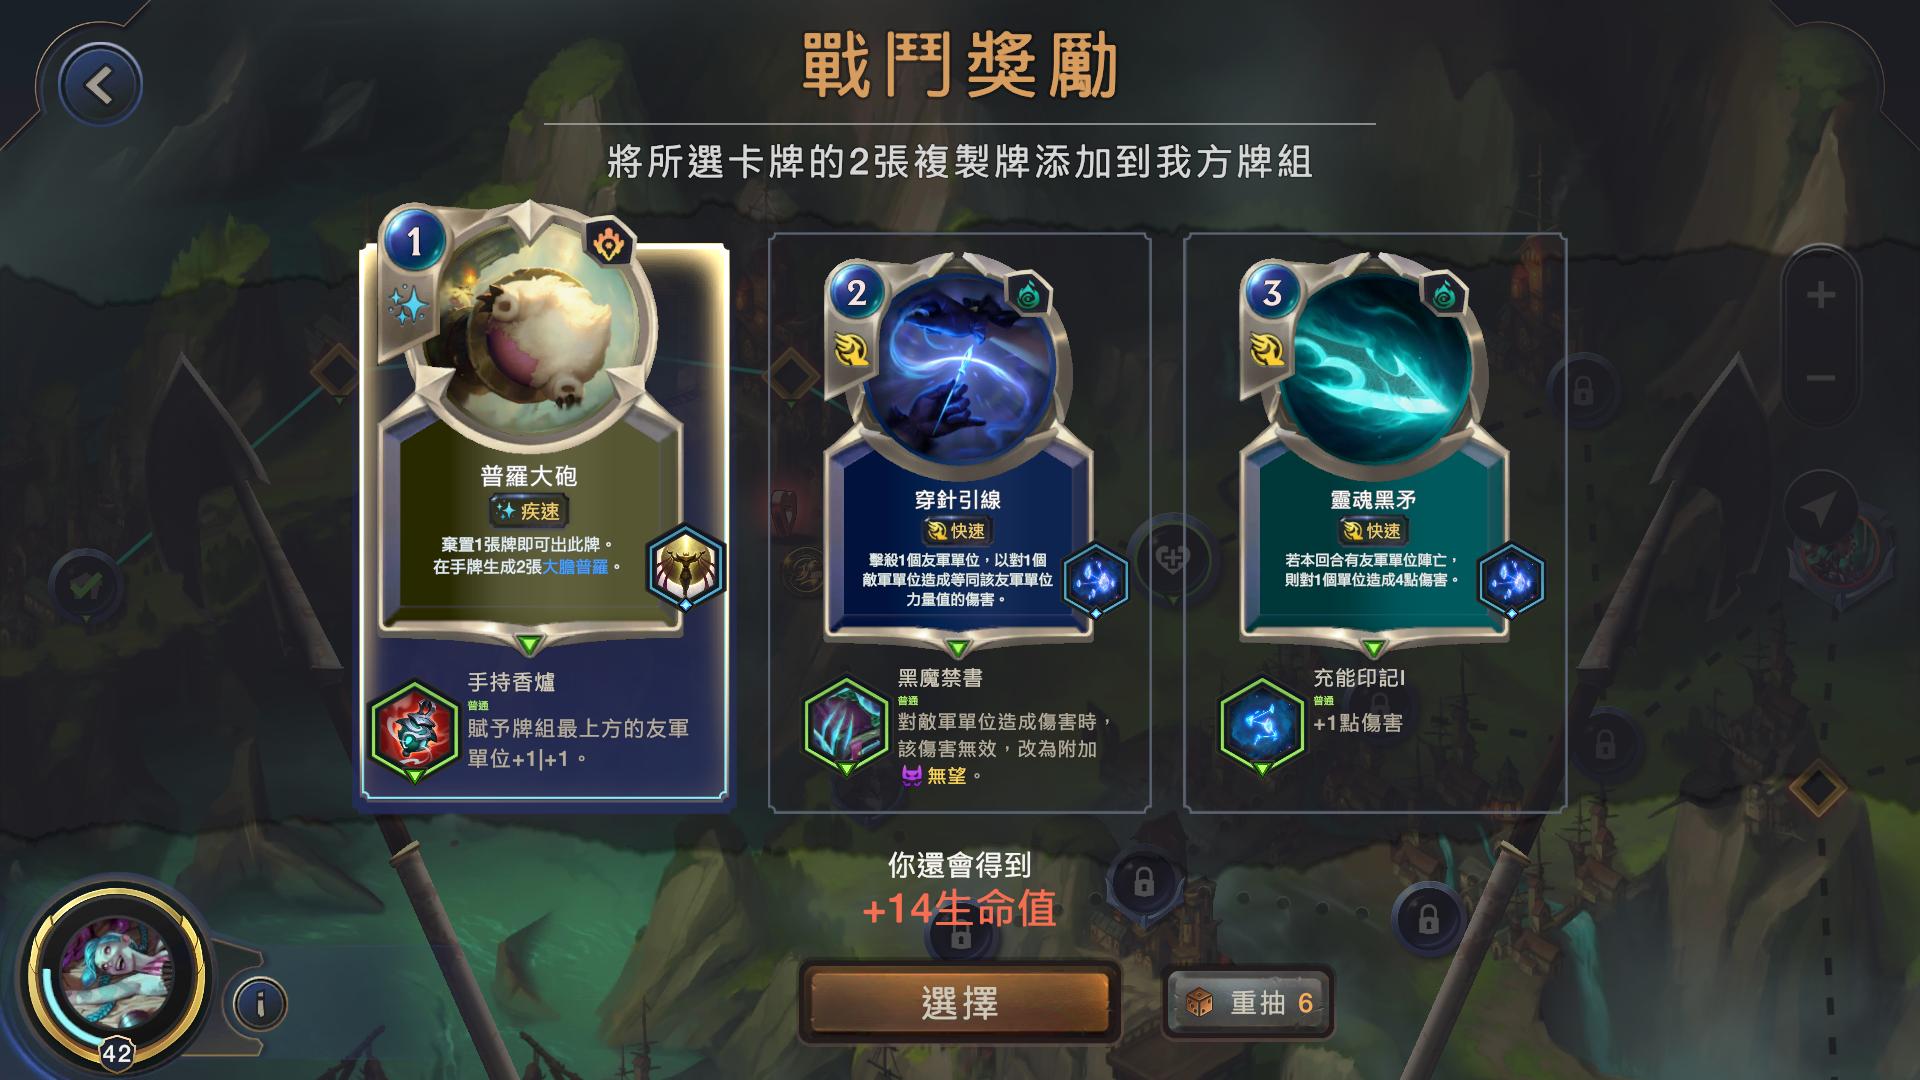 戰鬥獎勵
將所選卡牌的2張複製牌添加到我方牌組
1
普羅大砲
疾速
棄置1張牌即可出此牌。
在手牌生成2張大膽普羅。
手持香爐
普通
賦予牌組最上方的友軍
單位+1|+1。
2
穿針引線
快速
擊殺1個友軍單位，以對1個
敵軍單位造成等同該友軍單位
力量值的傷害。
黑魔禁書
普通
對敵軍單位造成傷害時，
該傷害無效，改為附加
無望。
3
靈魂黑矛
快速
若本回合有友軍單位陣亡，
則對1個單位造成4點傷害。
充能印記I
普通
+1點傷害
你還會得到
+14生命值
選擇
重抽 6
42